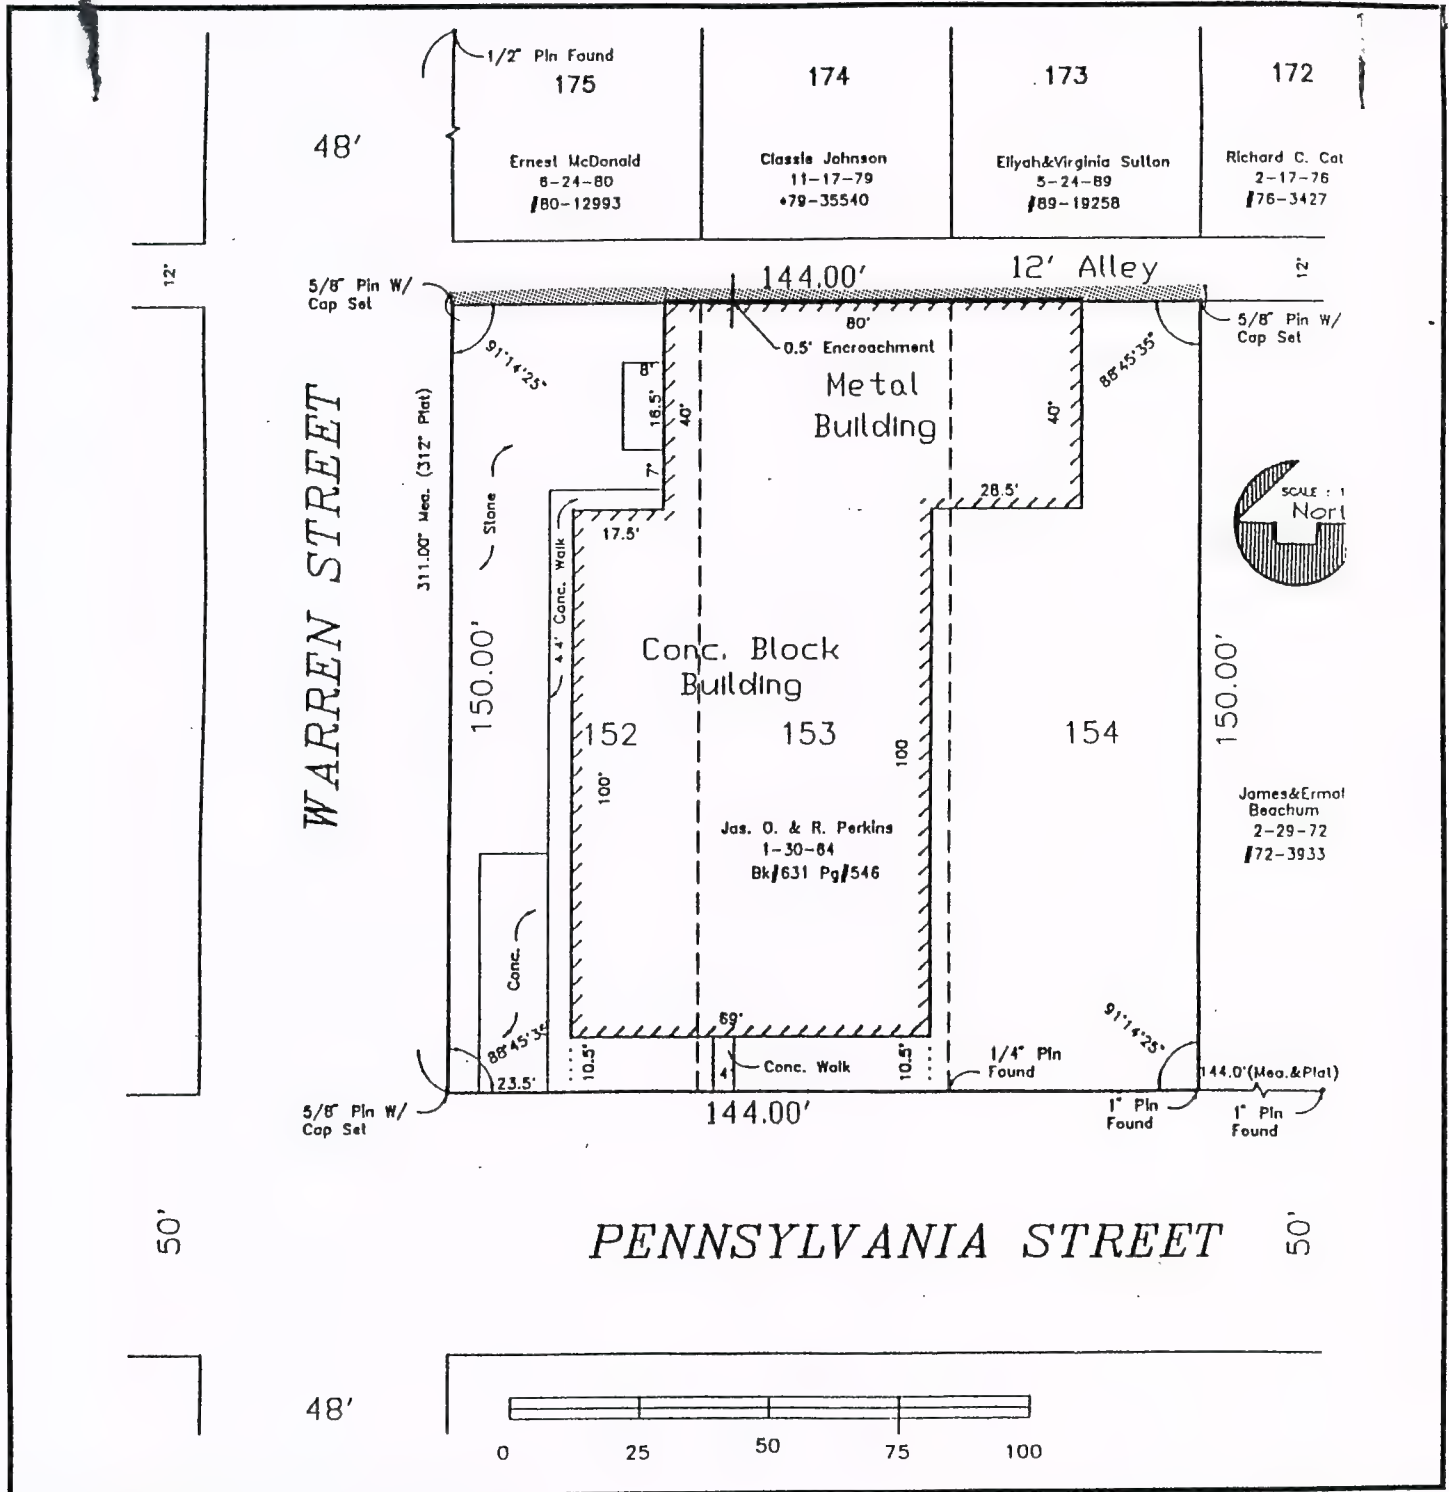 1/2" Pin Found
175
174
173
172
48'
Ernest McDonald
6-24-80
#80-12993
Classie Johnson
11-17-79
#79-35540
Eliyah&Virginia Sutton
5-24-89
#89-19258
Richard C. Cat
2-17-76
#76-3427
12'
144.00'
12' Alley
12'
5/8" Pin W/
Cap Set
5/8" Pin W/
Cap Set
80'
0.5' Encroachment
91°14'25"
88°45'35"
Metal
Building
8'
16.5'
40'
7'
40'
28.5'
17.5'
311.00' Mea. (312' Plat)
Stone
4.4' Conc. Walk
WARREN STREET
SCALE : 1
Nort
Conc. Block
Building
150.00'
150.00'
152
153
154
100'
100
Jas. O. & R. Perkins
1-30-64
Bk#631 Pg#546
James&Ermal
Beachum
2-29-72
#72-3933
Conc.
88°45'35"
69'
91°14'25"
23.5'
10.5'
4'
Conc. Walk
10.5'
1/4" Pin
Found
144.0'(Mea.&Plat)
5/8" Pin W/
Cap Set
144.00'
1" Pin
Found
1" Pin
Found
50'
PENNSYLVANIA STREET
50'
48'
0 25 50 75 100